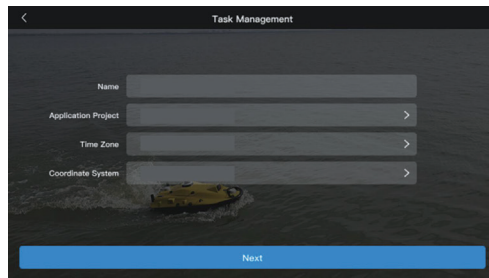 Task Management
Name
Application Project
Time Zone
Coordinate System
Next